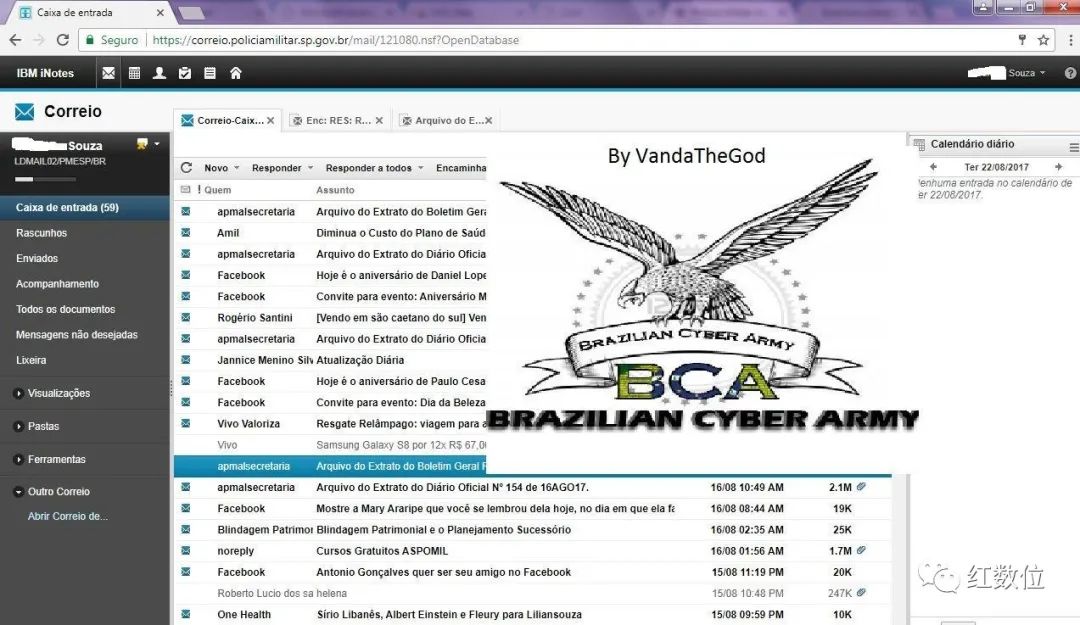 Caixa de entrada
Seguro https://correio.policiamilitar.sp.gov.br/mail/121080.nsf?OpenDatabase
IBM iNotes
Souza
Correio
Correio-Caix...
Enc: RES: R...
Arquivo do E...
Souza
LDMAIL02/PMESP/BR
Caixa de entrada (59)
Rascunhos
Enviados
Acompanhamento
Todos os documentos
Mensagens não desejadas
Lixeira
Visualizações
Pastas
Ferramentas
Outro Correio
Abrir Correio de...
Novo Responder Responder a todos Encaminha
! Quem Assunto
apmalsecretaria Arquivo do Extrato do Boletim Gera
Amil Diminua o Custo do Plano de Saúd
apmalsecretaria Arquivo do Extrato do Diário Oficia
Facebook Hoje é o aniversário de Daniel Lope
Facebook Convite para evento: Aniversário M
Rogério Santini [Vendo em são caetano do sul] Ven
apmalsecretaria Arquivo do Extrato do Diário Oficia
Jannice Menino Silv Atualização Diária
Facebook Hoje é o aniversário de Paulo Cesa
Facebook Convite para evento: Dia da Beleza
Vivo Valoriza Resgate Relâmpago: viagem para a
Vivo Samsung Galaxy S8 por 12x R$ 67,0
apmalsecretaria Arquivo do Extrato do Boletim Geral
apmalsecretaria Arquivo do Extrato do Diário Oficial Nº 154 de 16AGO17. 16/08 10:49 AM 2.1M
Facebook Mostre a Mary Araripe que você se lembrou dela hoje, no dia em que ela fa 16/08 08:44 AM 19K
Blindagem Patrimon Blindagem Patrimonial e o Planejamento Sucessório 16/08 02:35 AM 25K
noreply Cursos Gratuitos ASPOMIL 16/08 01:56 AM 1.7M
Facebook Antonio Gonçalves quer ser seu amigo no Facebook 15/08 11:19 PM 20K
Roberto Lucio dos sa helena 15/08 10:48 PM 247K
One Health Sírio Libanês, Albert Einstein e Fleury para Liliansouza 15/08 09:59 PM 10K
By VandaTheGod
BRAZILIAN CYBER ARMY
BCA
BRAZILIAN CYBER ARMY
Calendário diário
Ter 22/08/2017
enhuma entrada no calendário de
er 22/08/2017.
红数位